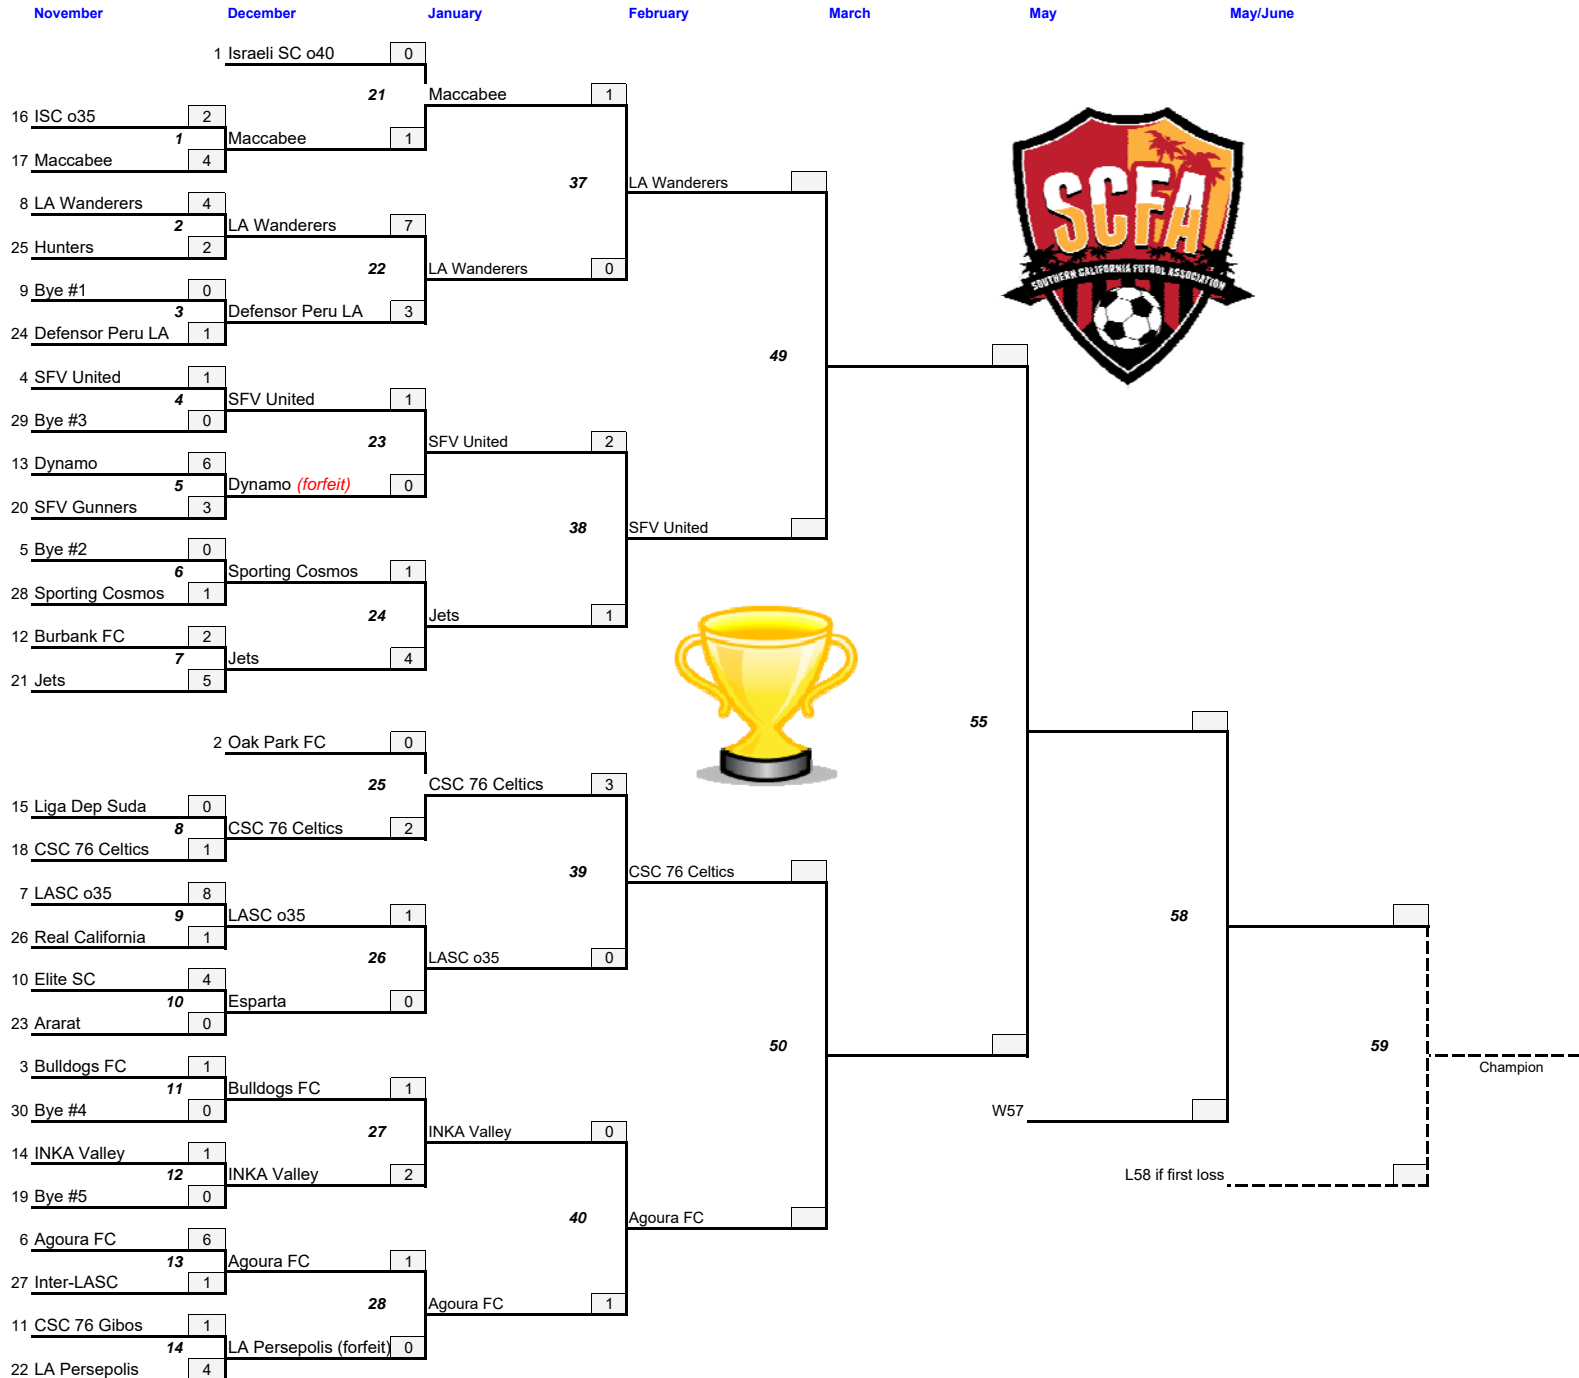 November December January February March May May/June
1 Israeli SC o40 0
21 Maccabee 1
16 ISC o35 2
1 Maccabee 1
17 Maccabee 4
37 LA Wanderers
8 LA Wanderers 4
2 LA Wanderers 7
25 Hunters 2
22 LA Wanderers 0
9 Bye #1 0
3 Defensor Peru LA 3
24 Defensor Peru LA 1
49
4 SFV United 1
4 SFV United 1
29 Bye #3 0
23 SFV United 2
13 Dynamo 6
5 Dynamo (forfeit) 0
20 SFV Gunners 3
38 SFV United
5 Bye #2 0
6 Sporting Cosmos 1
28 Sporting Cosmos 1
24 Jets 1
12 Burbank FC 2
7 Jets 4
21 Jets 5
55
2 Oak Park FC 0
25 CSC 76 Celtics 3
15 Liga Dep Suda 0
8 CSC 76 Celtics 2
18 CSC 76 Celtics 1
39 CSC 76 Celtics
7 LASC o35 8
9 LASC o35 1
58
26 Real California 1
26 LASC o35 0
10 Elite SC 4
10 Esparta 0
23 Ararat 0
50
59
Champion
3 Bulldogs FC 1
11 Bulldogs FC 1
30 Bye #4 0
W57
27 INKA Valley 0
14 INKA Valley 1
12 INKA Valley 2
L58 if first loss
19 Bye #5 0
40 Agoura FC
6 Agoura FC 6
13 Agoura FC 1
27 Inter-LASC 1
28 Agoura FC 1
11 CSC 76 Gibos 1
14 LA Persepolis (forfeit) 0
22 LA Persepolis 4
SCFA
SOUTHERN CALIFORNIA FUTBOL ASSOCIATION